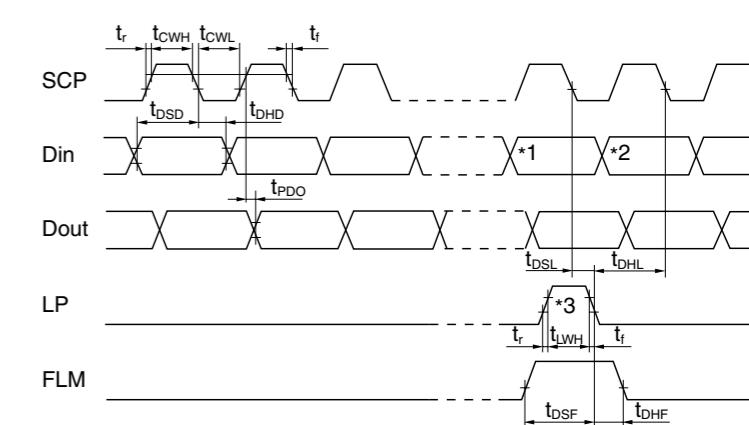 tr tCWH tCWL tf
SCP
tDSD tDHD
Din *1 *2
tPDO
Dout
tDSL tDHL
LP *3
tr tLWH tf
FLM
tDSF tDHF